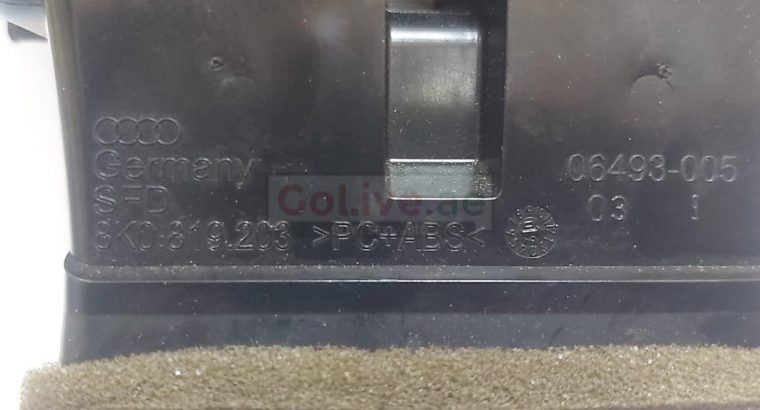 Germany
SFD
8K0.819.203 >PC+ABS<
06493-005
03 1
GoLive.ae